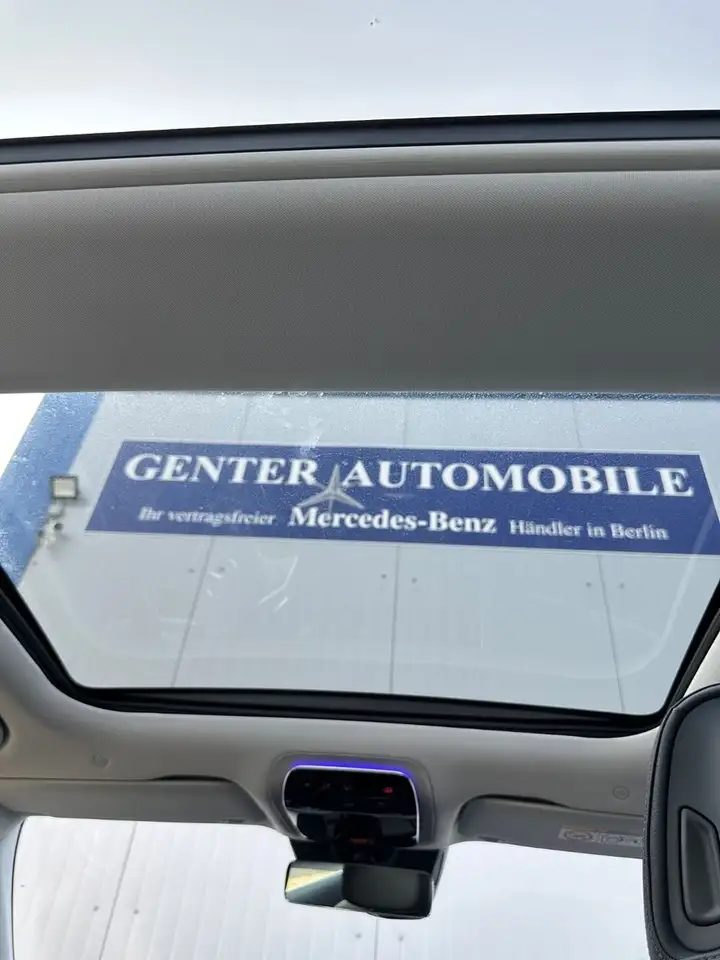 GENTER AUTOMOBILE
Ihr vertragsfreier Mercedes-Benz Händler in Berlin